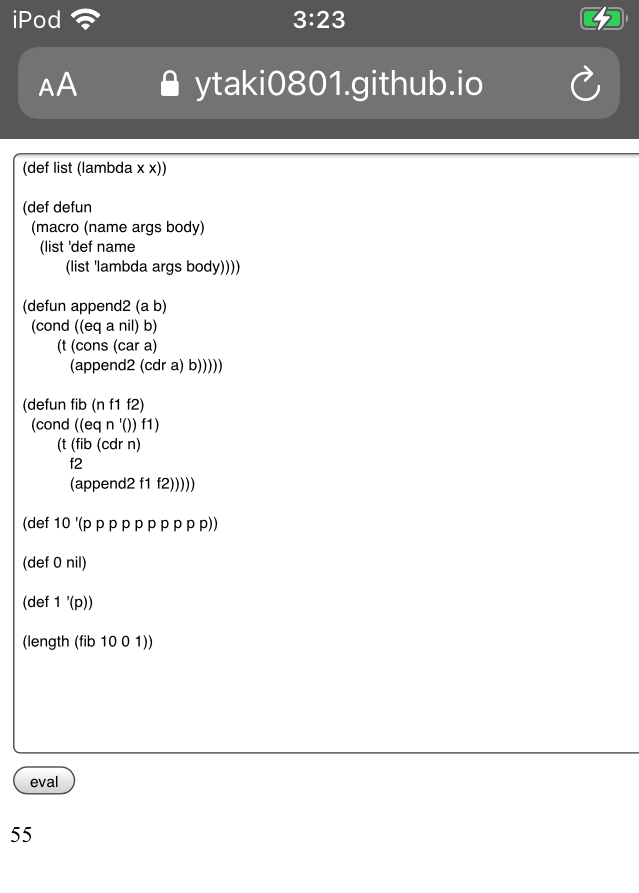 iPod 3:23
AA ytaki0801.github.io
(def list (lambda x x))
(def defun
(macro (name args body)
(list 'def name
(list 'lambda args body))))
(defun append2 (a b)
(cond ((eq a nil) b)
(t (cons (car a)
(append2 (cdr a) b)))))
(defun fib (n f1 f2)
(cond ((eq n '()) f1)
(t (fib (cdr n)
f2
(append2 f1 f2)))))
(def 10 '(p p p p p p p p p p))
(def 0 nil)
(def 1 '(p))
(length (fib 10 0 1))
eval
55